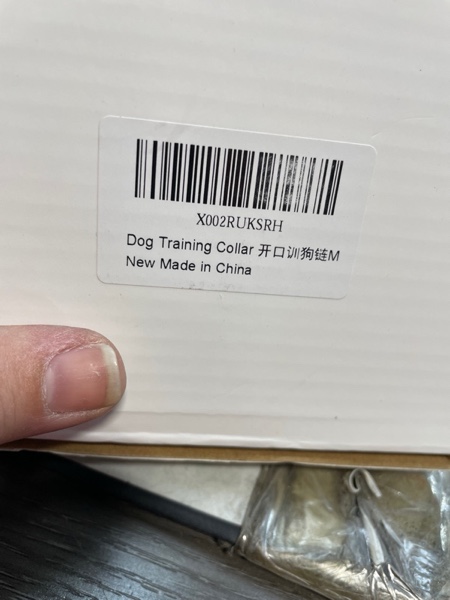 X002RUKSRH
Dog Training Collar 开口训狗链M
New Made in China